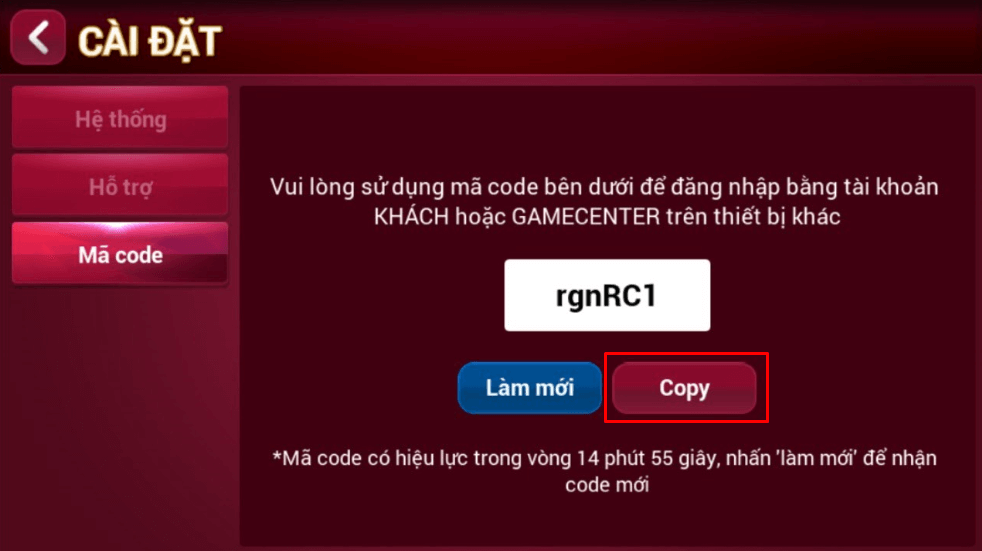 CÀI ĐẶT
Hệ thống
Hỗ trợ
Mã code
Vui lòng sử dụng mã code bên dưới để đăng nhập bằng tài khoản
KHÁCH hoặc GAMECENTER trên thiết bị khác
rgnRC1
Làm mới
Copy
*Mã code có hiệu lực trong vòng 14 phút 55 giây, nhấn 'làm mới' để nhận
code mới